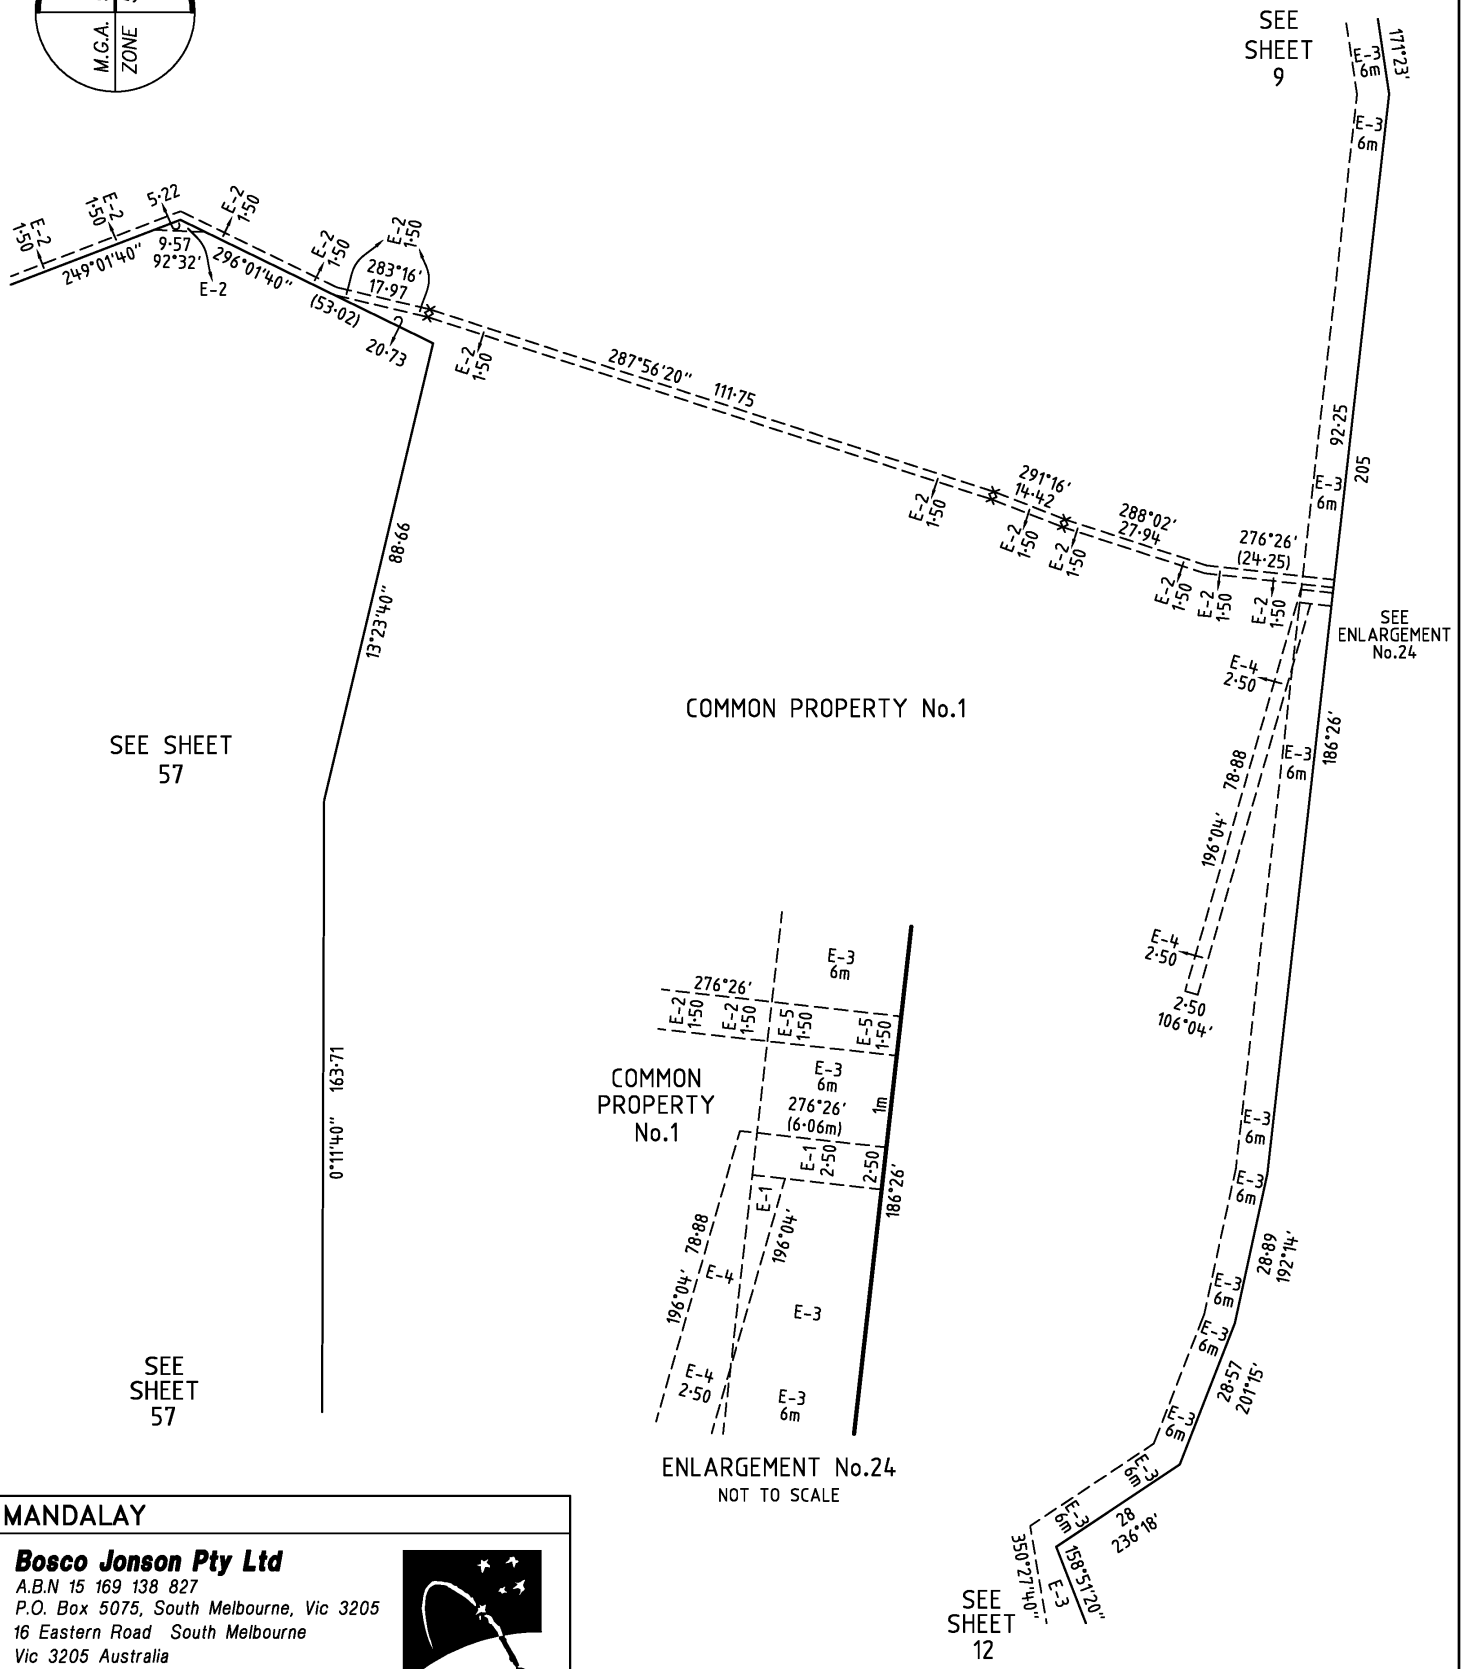 M.G.A.
ZONE
SEE
SHEET
9
171°23'
E-3
6m
E-3
6m
E-2
1·50
E-2
1·50
5·22
E-2
1·50
E-2
1·50
E-2
1·50
249°01'40"
9·57
92°32'
E-2
296°01'40"
(53·02)
283°16'
17·97
20·73
E-2
1·50
287°56'20" 111·75
92·25
205
E-3
6m
E-2
1·50
291°16'
14·42
E-2
1·50
E-2
1·50
288°02'
27·94
276°26'
(24·25)
E-2
1·50
E-2
1·50
E-2
1·50
SEE
ENLARGEMENT
No.24
13°23'40" 88·66
E-4
2·50
COMMON PROPERTY No.1
186°26'
E-3
6m
SEE SHEET
57
196°04' 78·88
E-4
2·50
2·50
106°04'
E-3
6m
276°26'
E-2
1·50
E-2
1·50
E-5
1·50
E-5
1·50
E-3
6m
1m
COMMON
PROPERTY
No.1
276°26'
(6·06m)
E-1
2·50
2·50
186°26'
E-1
196°04' 78·88
196°04'
E-4
E-3
E-4
2·50
E-3
6m
ENLARGEMENT No.24
NOT TO SCALE
0°11'40" 163·71
E-3
6m
E-3
6m
28·89
192°14'
E-3
6m
E-3
6m
28·57
201°15'
E-3
6m
E-3
6m
E-3
6m
28
236°18'
350°27'40"
E-3
158°51'20"
SEE
SHEET
12
SEE
SHEET
57
MANDALAY
Bosco Jonson Pty Ltd
A.B.N 15 169 138 827
P.O. Box 5075, South Melbourne, Vic 3205
16 Eastern Road South Melbourne
Vic 3205 Australia